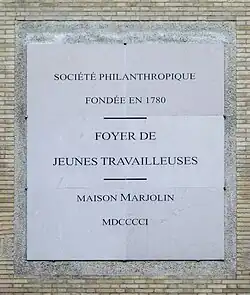 SOCIÉTÉ PHILANTHROPIQUE
FONDÉE EN 1780
FOYER DE
JEUNES TRAVAILLEUSES
MAISON MARJOLIN
MDCCCCI